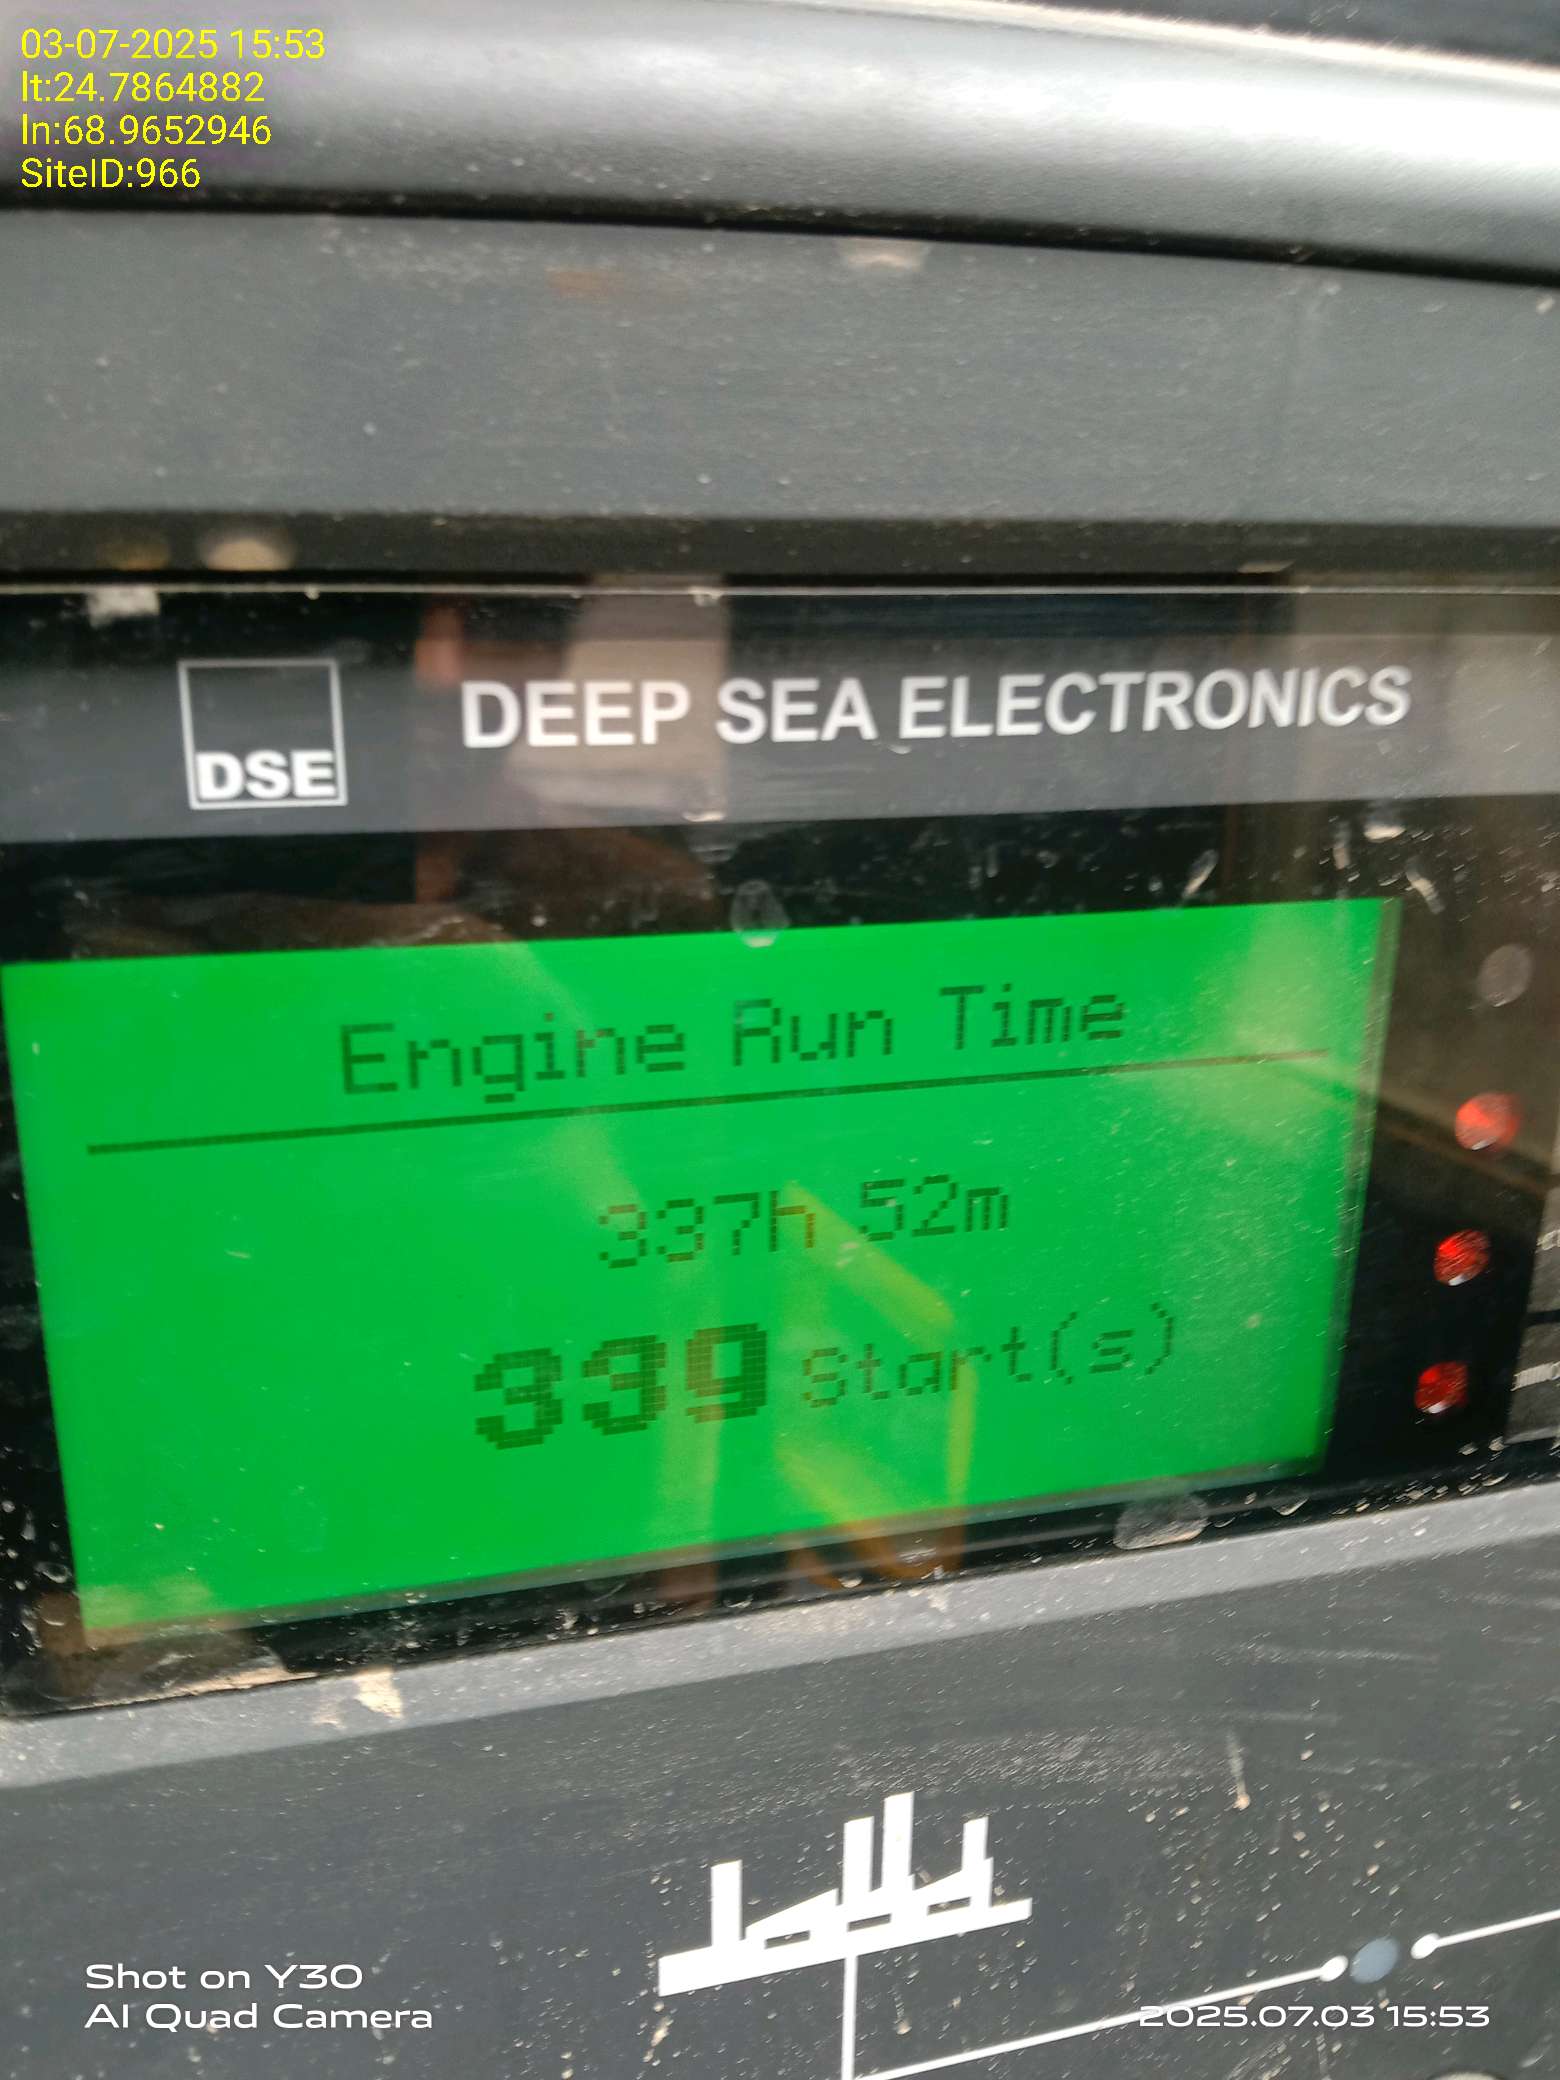 03-07-2025 15:53
lt:24.7864882
ln:68.9652946
SiteID:966
DSE
DEEP SEA ELECTRONICS
Engine Run Time
337h 52m
339 Start(s)
Shot on Y30
AI Quad Camera
2025.07.03 15:53